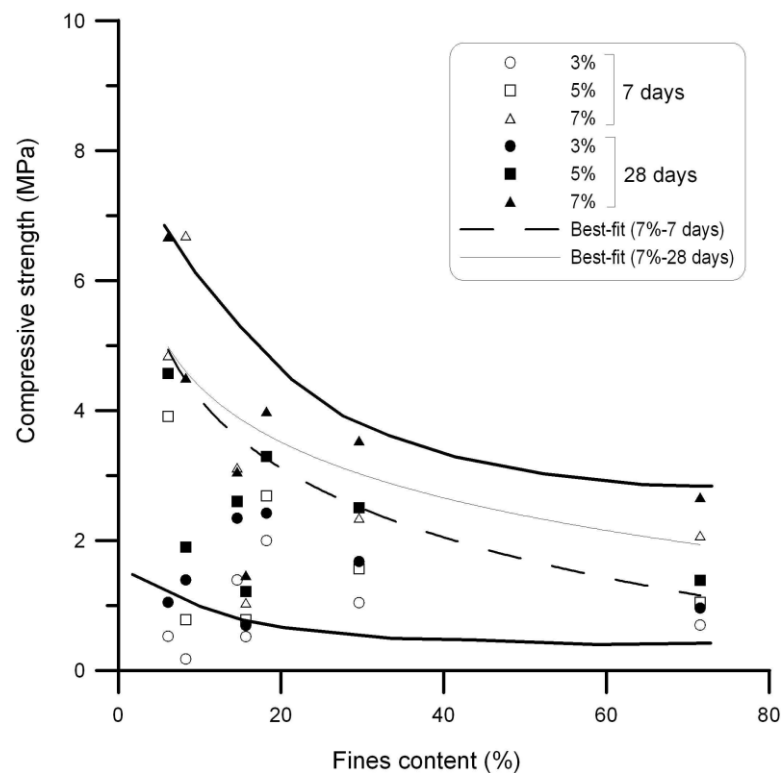 10
8
6
4
2
0
Compressive strength (MPa)
3%
5%
7%
7 days
3%
5%
7%
28 days
Best-fit (7%-7 days)
Best-fit (7%-28 days)
0
20
40
60
80
Fines content (%)